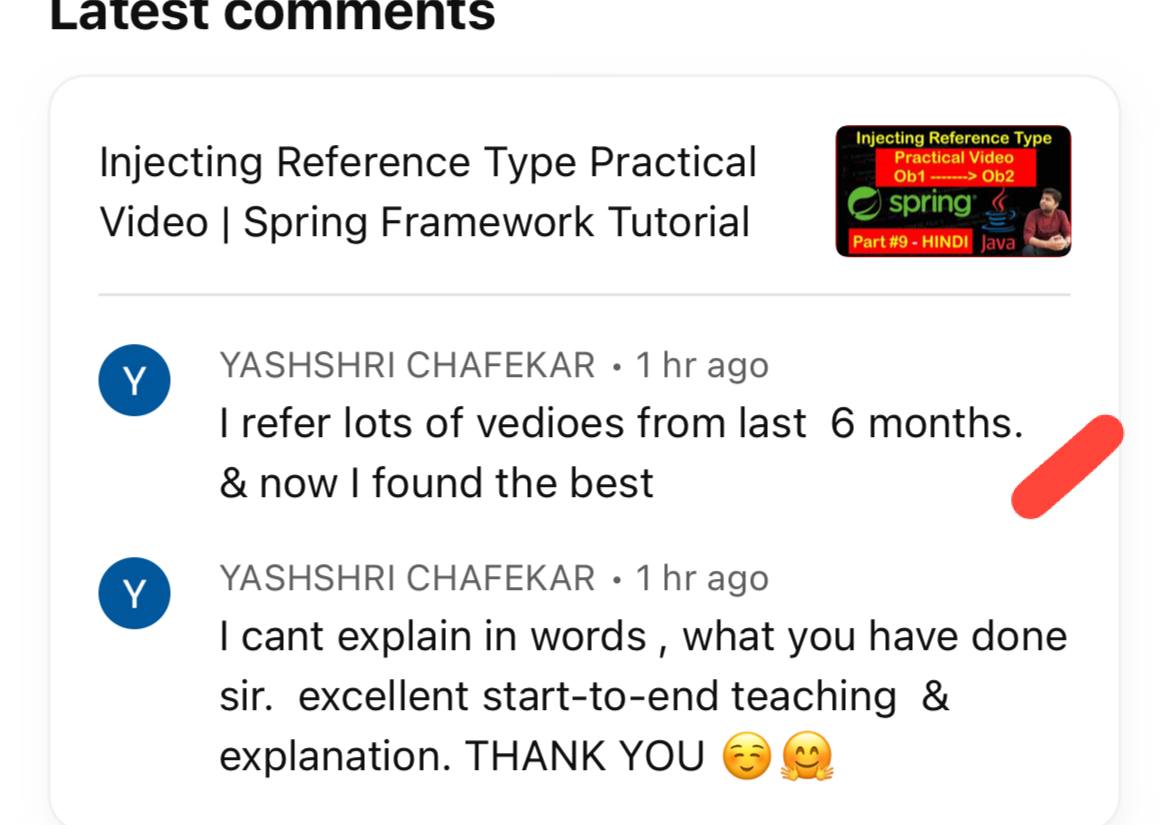 Latest comments
Injecting Reference Type Practical
Video | Spring Framework Tutorial
Injecting Reference Type
Practical Video
Ob1 -------> Ob2
spring
Java
Part #9 - HINDI
Y
YASHSHRI CHAFEKAR • 1 hr ago
I refer lots of vedioes from last  6 months.
& now I found the best
Y
YASHSHRI CHAFEKAR • 1 hr ago
I cant explain in words , what you have done
sir.  excellent start-to-end teaching  &
explanation. THANK YOU ☺️🤗